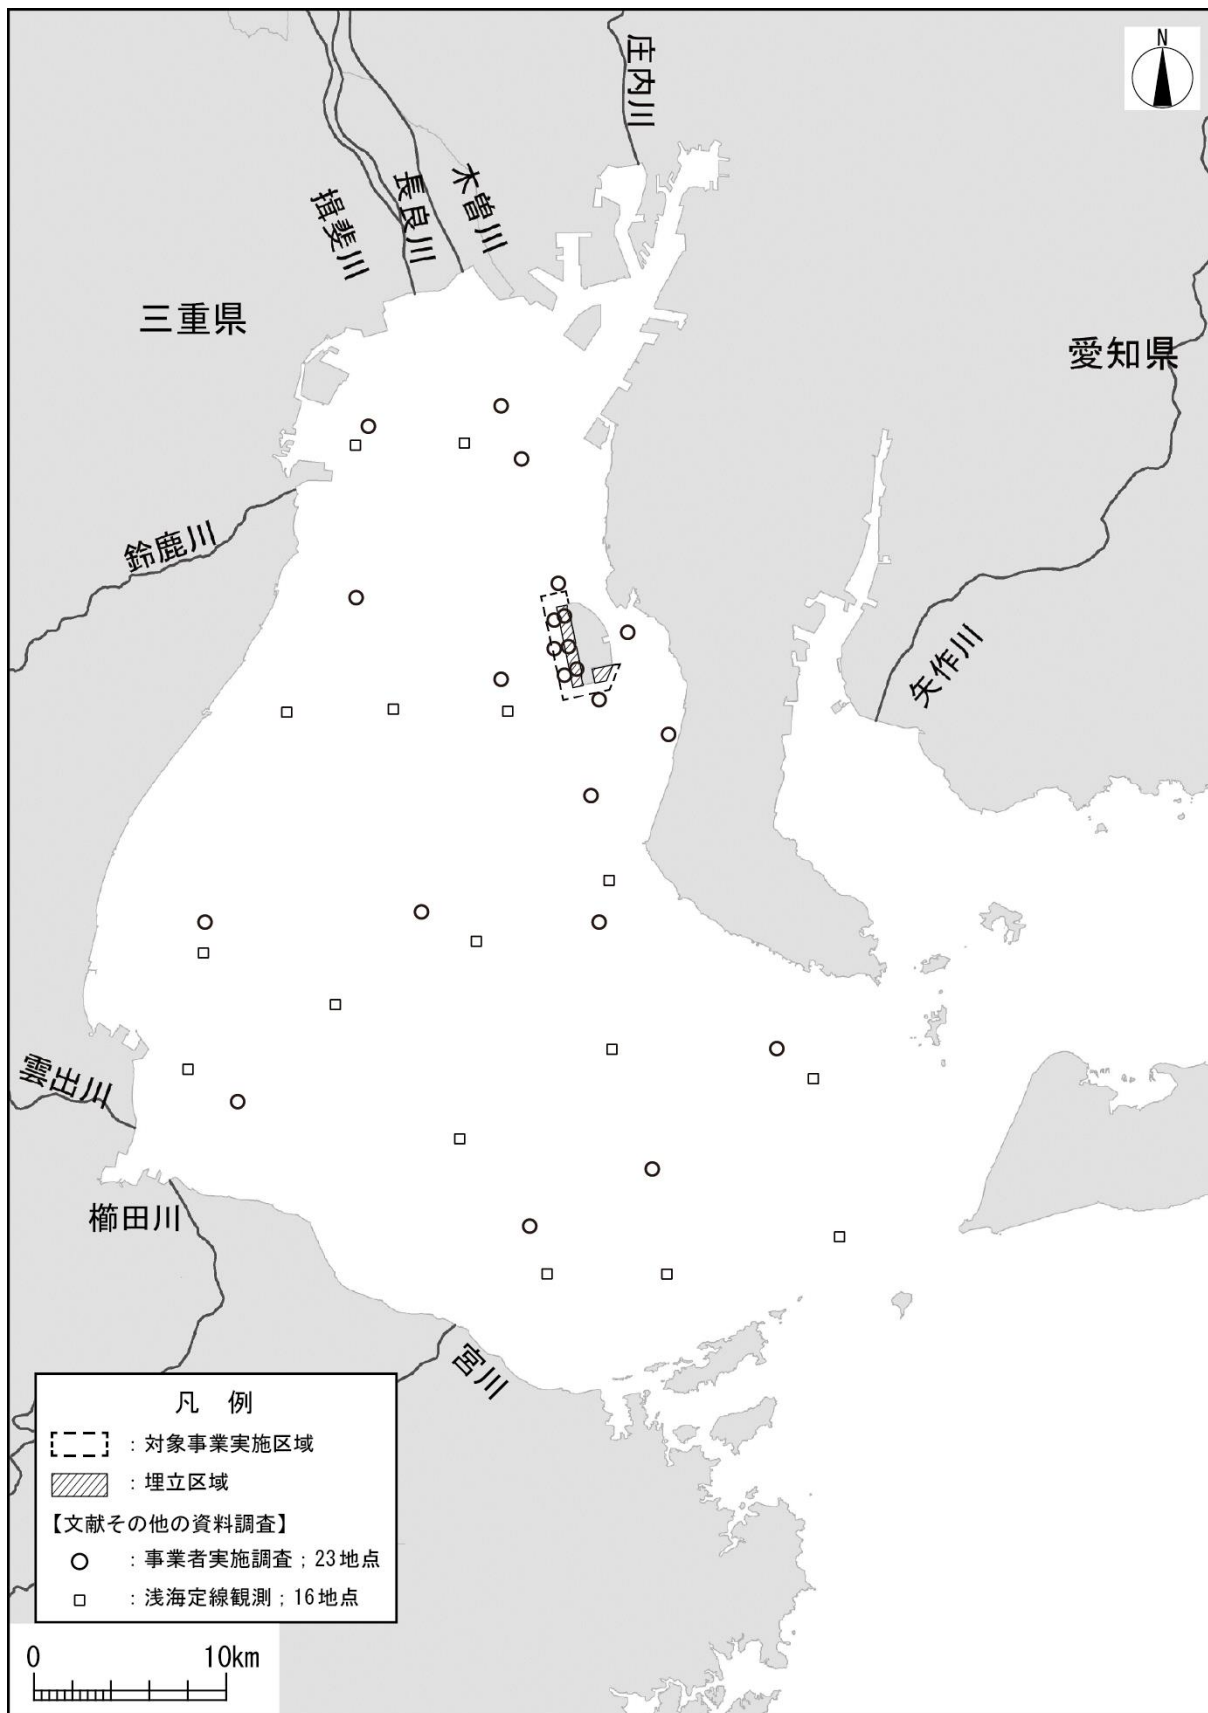 N
庄内川
木曽川
長良川
揖斐川
三重県
愛知県
鈴鹿川
矢作川
雲出川
櫛田川
宮川
凡 例
：対象事業実施区域
：埋立区域
【文献その他の資料調査】
：事業者実施調査；23地点
：浅海定線観測；16地点
0 10km